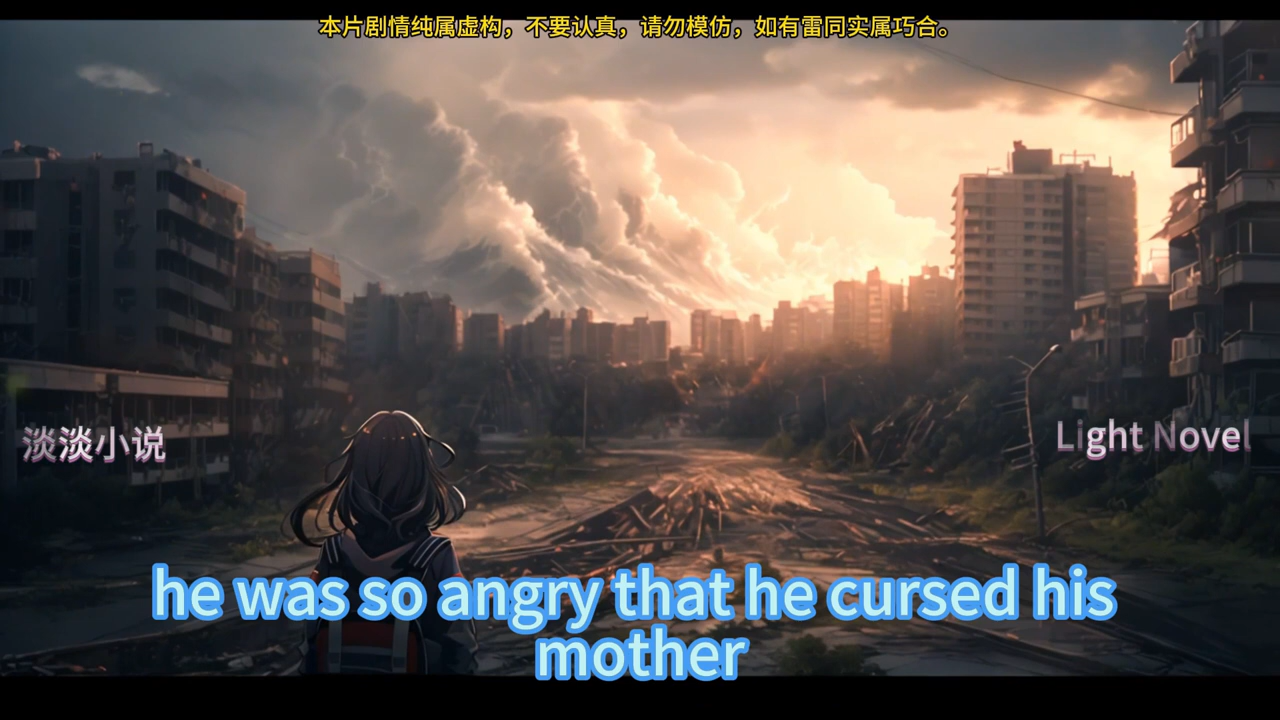 本片剧情纯属虚构，不要认真，请勿模仿，如有雷同实属巧合。
淡淡小说
Light Novel
he was so angry that he cursed his
mother